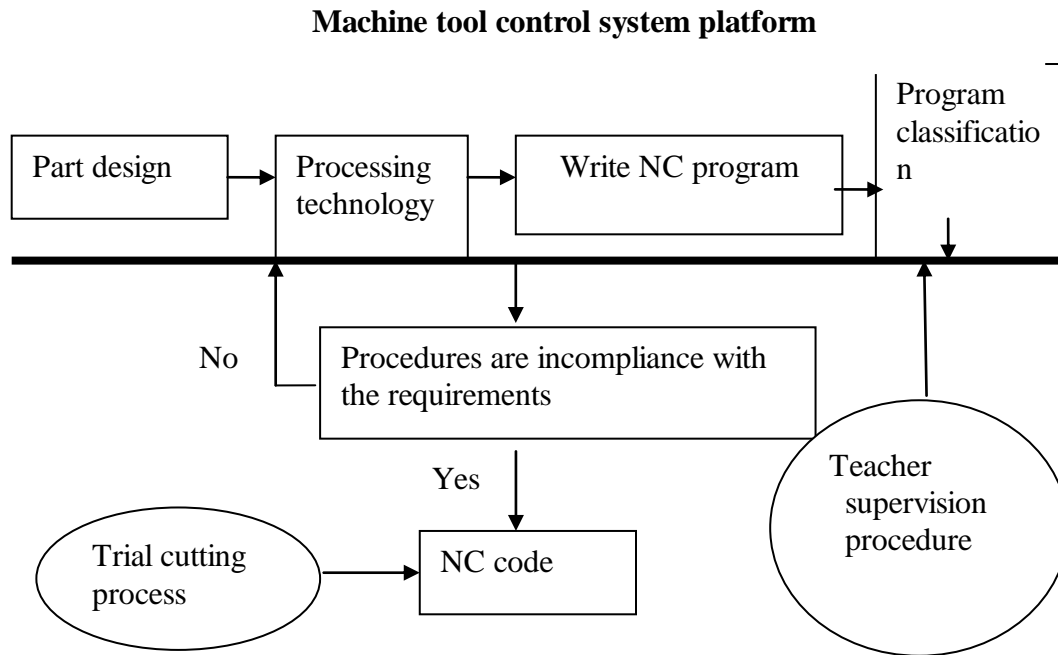 Machine tool control system platform
Part design
Processing
technology
Write NC program
Program
classificatio
n
No
Procedures are incompliance with
the requirements
Yes
Teacher
supervision
procedure
Trial cutting
process
NC code